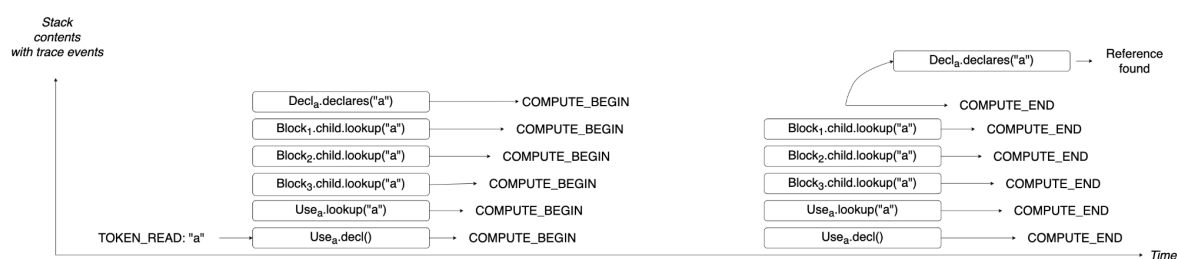 Stack
contents
with trace events
Decl_a.declares("a")
Reference
found
Decl_a.declares("a")
COMPUTE_BEGIN
COMPUTE_END
Block_1.child.lookup("a")
COMPUTE_BEGIN
Block_1.child.lookup("a")
COMPUTE_END
Block_2.child.lookup("a")
COMPUTE_BEGIN
Block_2.child.lookup("a")
COMPUTE_END
Block_3.child.lookup("a")
COMPUTE_BEGIN
Block_3.child.lookup("a")
COMPUTE_END
Use_a.lookup("a")
COMPUTE_BEGIN
Use_a.lookup("a")
COMPUTE_END
TOKEN_READ: "a"
Use_a.decl()
COMPUTE_BEGIN
Use_a.decl()
COMPUTE_END
Time